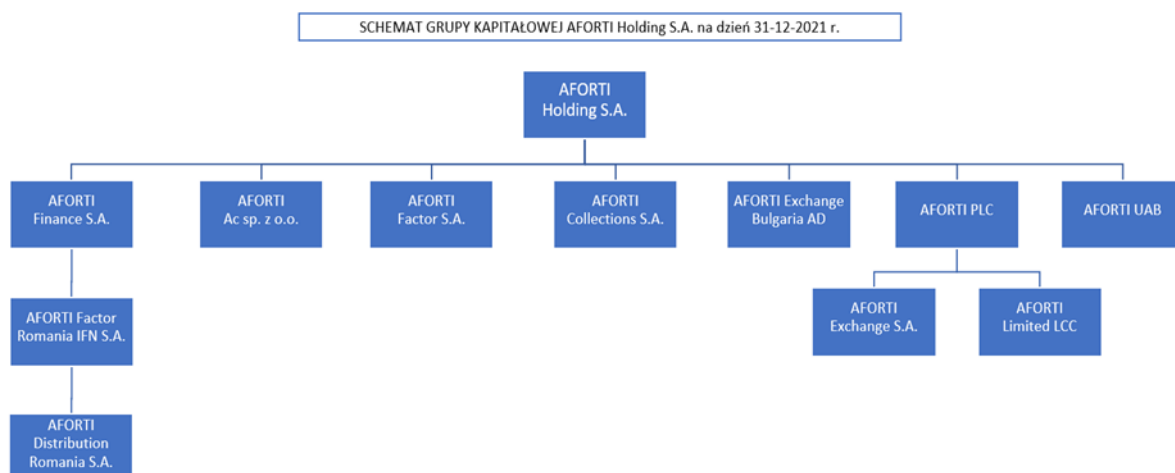 SCHEMAT GRUPY KAPITAŁOWEJ AFORTI Holding S.A. na dzień 31-12-2021 r.
AFORTI
Holding S.A.
AFORTI
Finance S.A.
AFORTI
Ac sp. z o.o.
AFORTI
Factor S.A.
AFORTI
Collections S.A.
AFORTI Exchange
Bulgaria AD
AFORTI PLC
AFORTI UAB
AFORTI Factor
Romania IFN S.A.
AFORTI
Exchange S.A.
AFORTI
Limited LCC
AFORTI
Distribution
Romania S.A.